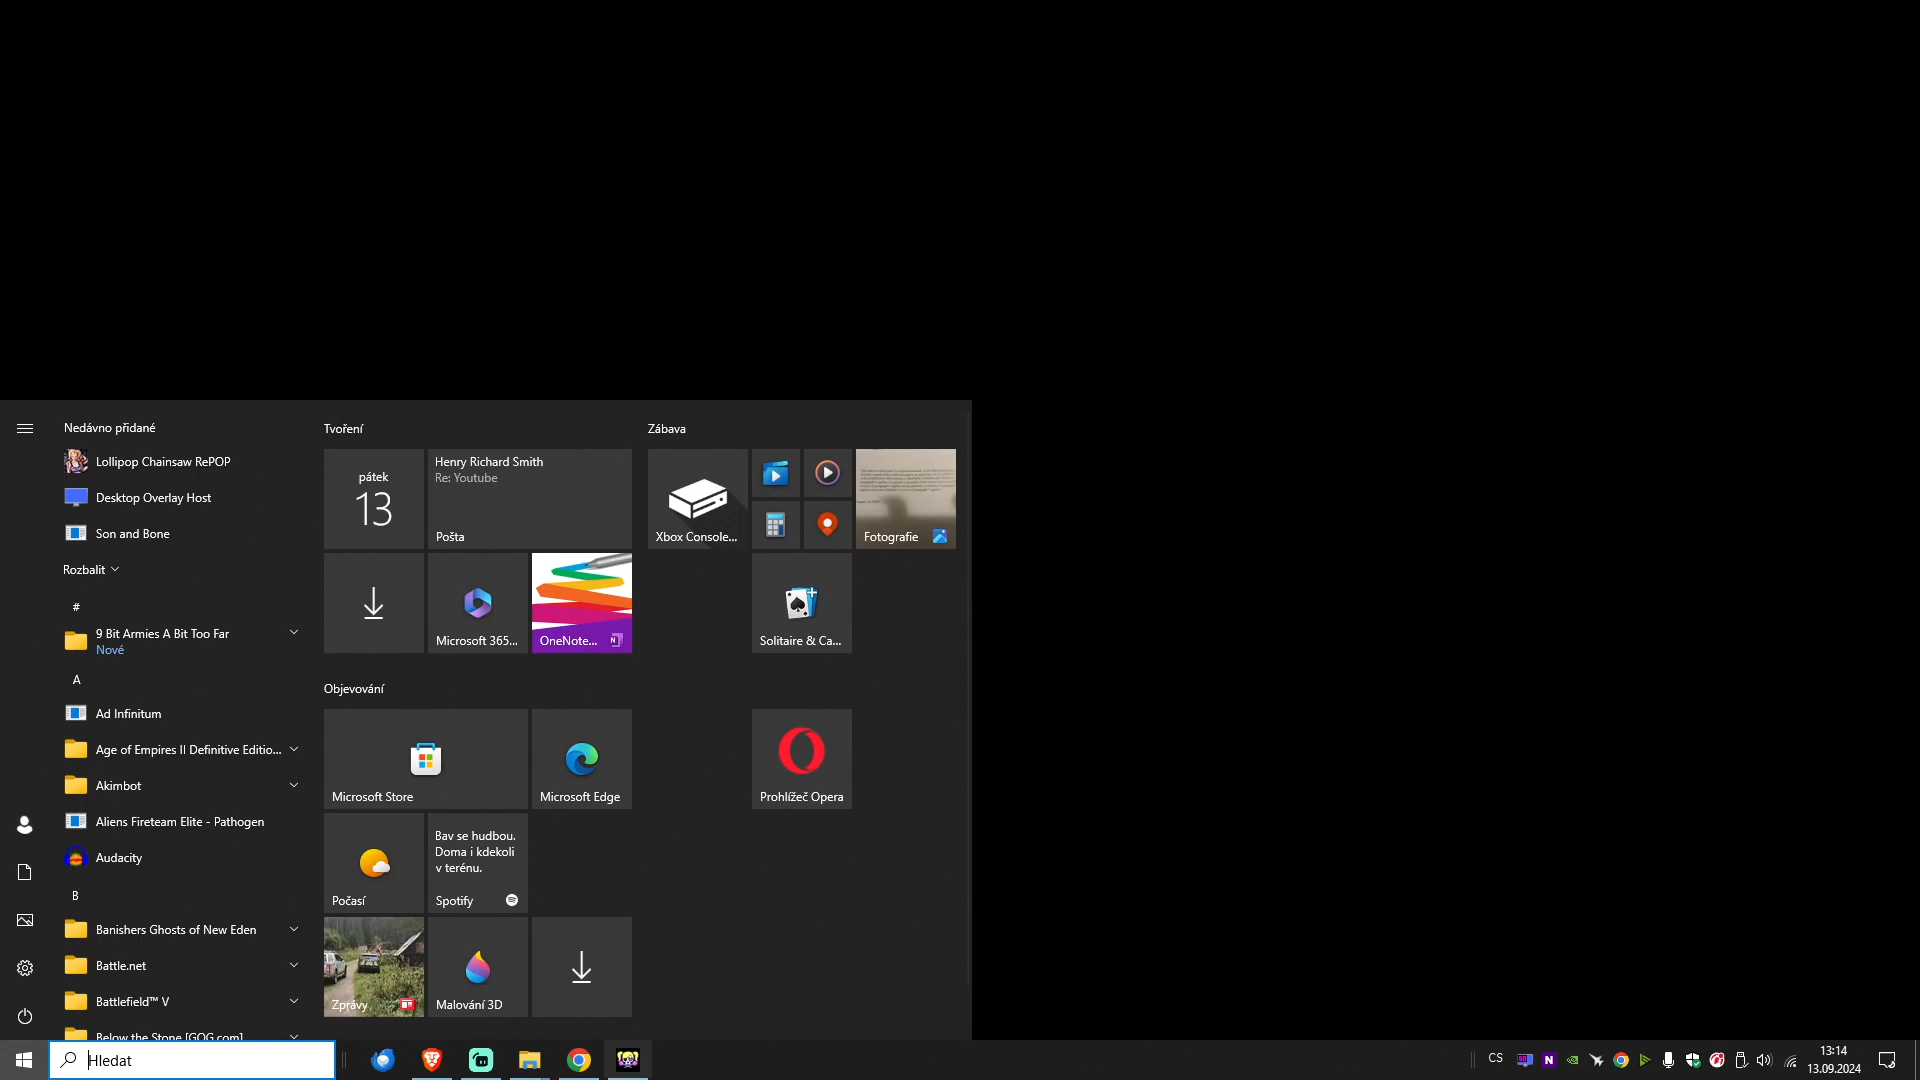 Nedávno přidané
Lollipop Chainsaw RePOP
Desktop Overlay Host
Son and Bone
Rozbalit
#
9 Bit Armies A Bit Too Far
Nové
A
Ad Infinitum
Age of Empires II Definitive Editio...
Akimbot
Aliens Fireteam Elite - Pathogen
Audacity
B
Banishers Ghosts of New Eden
Battle.net
Battlefield™ V
Below the Stone [GOG.com]
Tvoření
pátek
13
Henry Richard Smith
Re: Youtube
Pošta
Microsoft 365...
OneNote...
Objevování
Microsoft Store
Microsoft Edge
Počasí
Bav se hudbou.
Doma i kdekoli
v terénu.
Spotify
Zprávy
Malování 3D
Zábava
Xbox Console...
Fotografie
Solitaire & Ca...
Prohlížeč Opera
Hledat
CS
13:14
13.09.2024